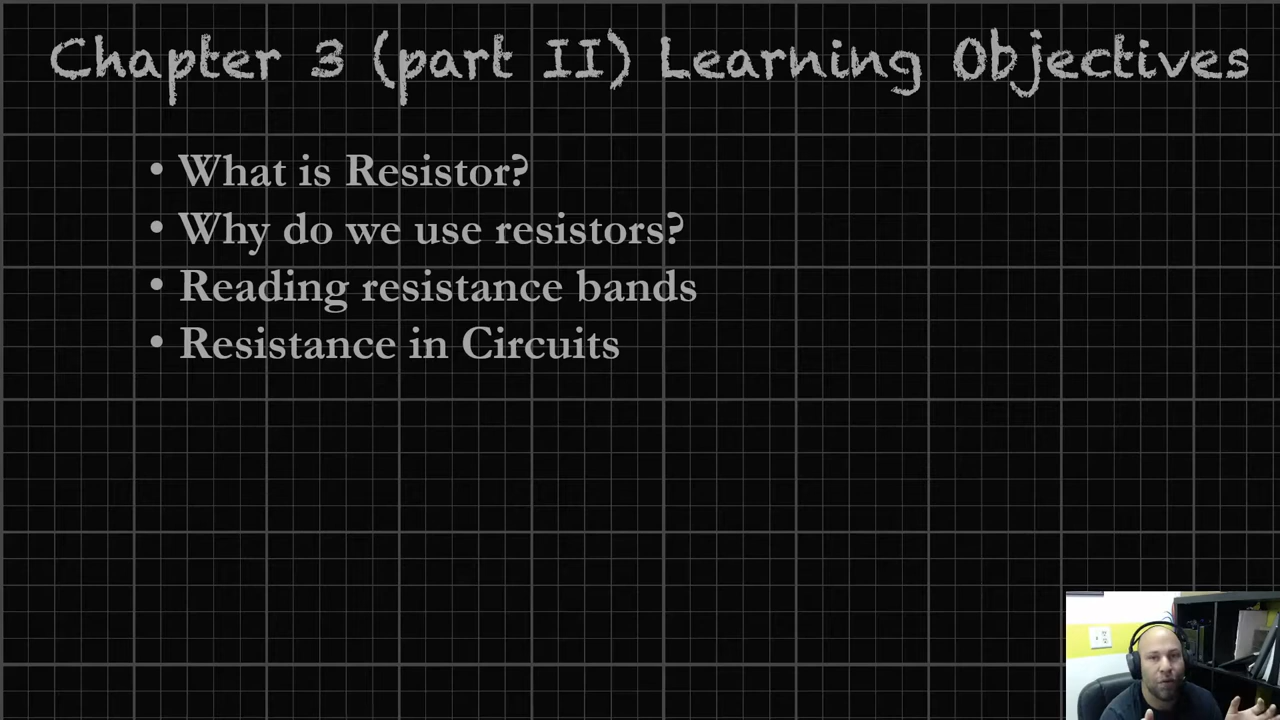 Chapter 3 (part II) Learning Objectives
• What is Resistor?
• Why do we use resistors?
• Reading resistance bands
• Resistance in Circuits